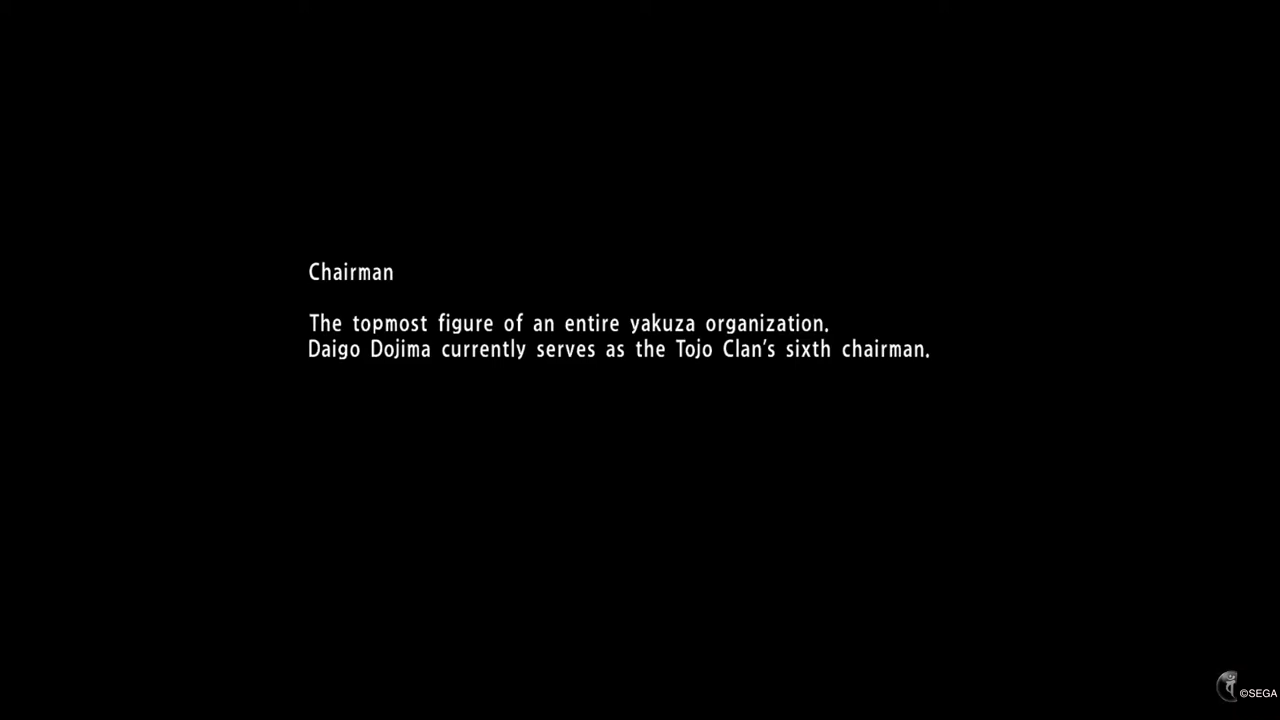 Chairman
The topmost figure of an entire yakuza organization.
Daigo Dojima currently serves as the Tojo Clan's sixth chairman.
©SEGA